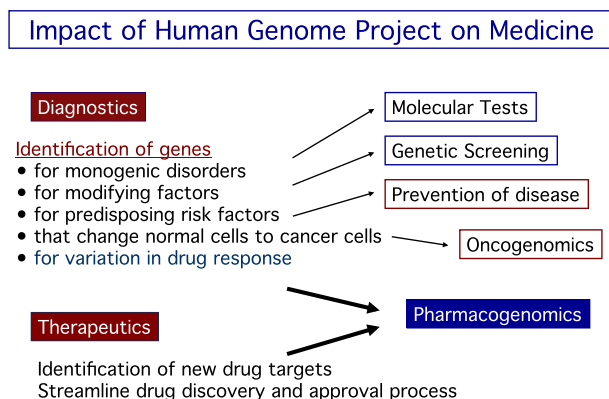 Impact of Human Genome Project on Medicine
Diagnostics
Identification of genes
• for monogenic disorders
• for modifying factors
• for predisposing risk factors
• that change normal cells to cancer cells
• for variation in drug response
Molecular Tests
Genetic Screening
Prevention of disease
Oncogenomics
Pharmacogenomics
Therapeutics
Identification of new drug targets
Streamline drug discovery and approval process